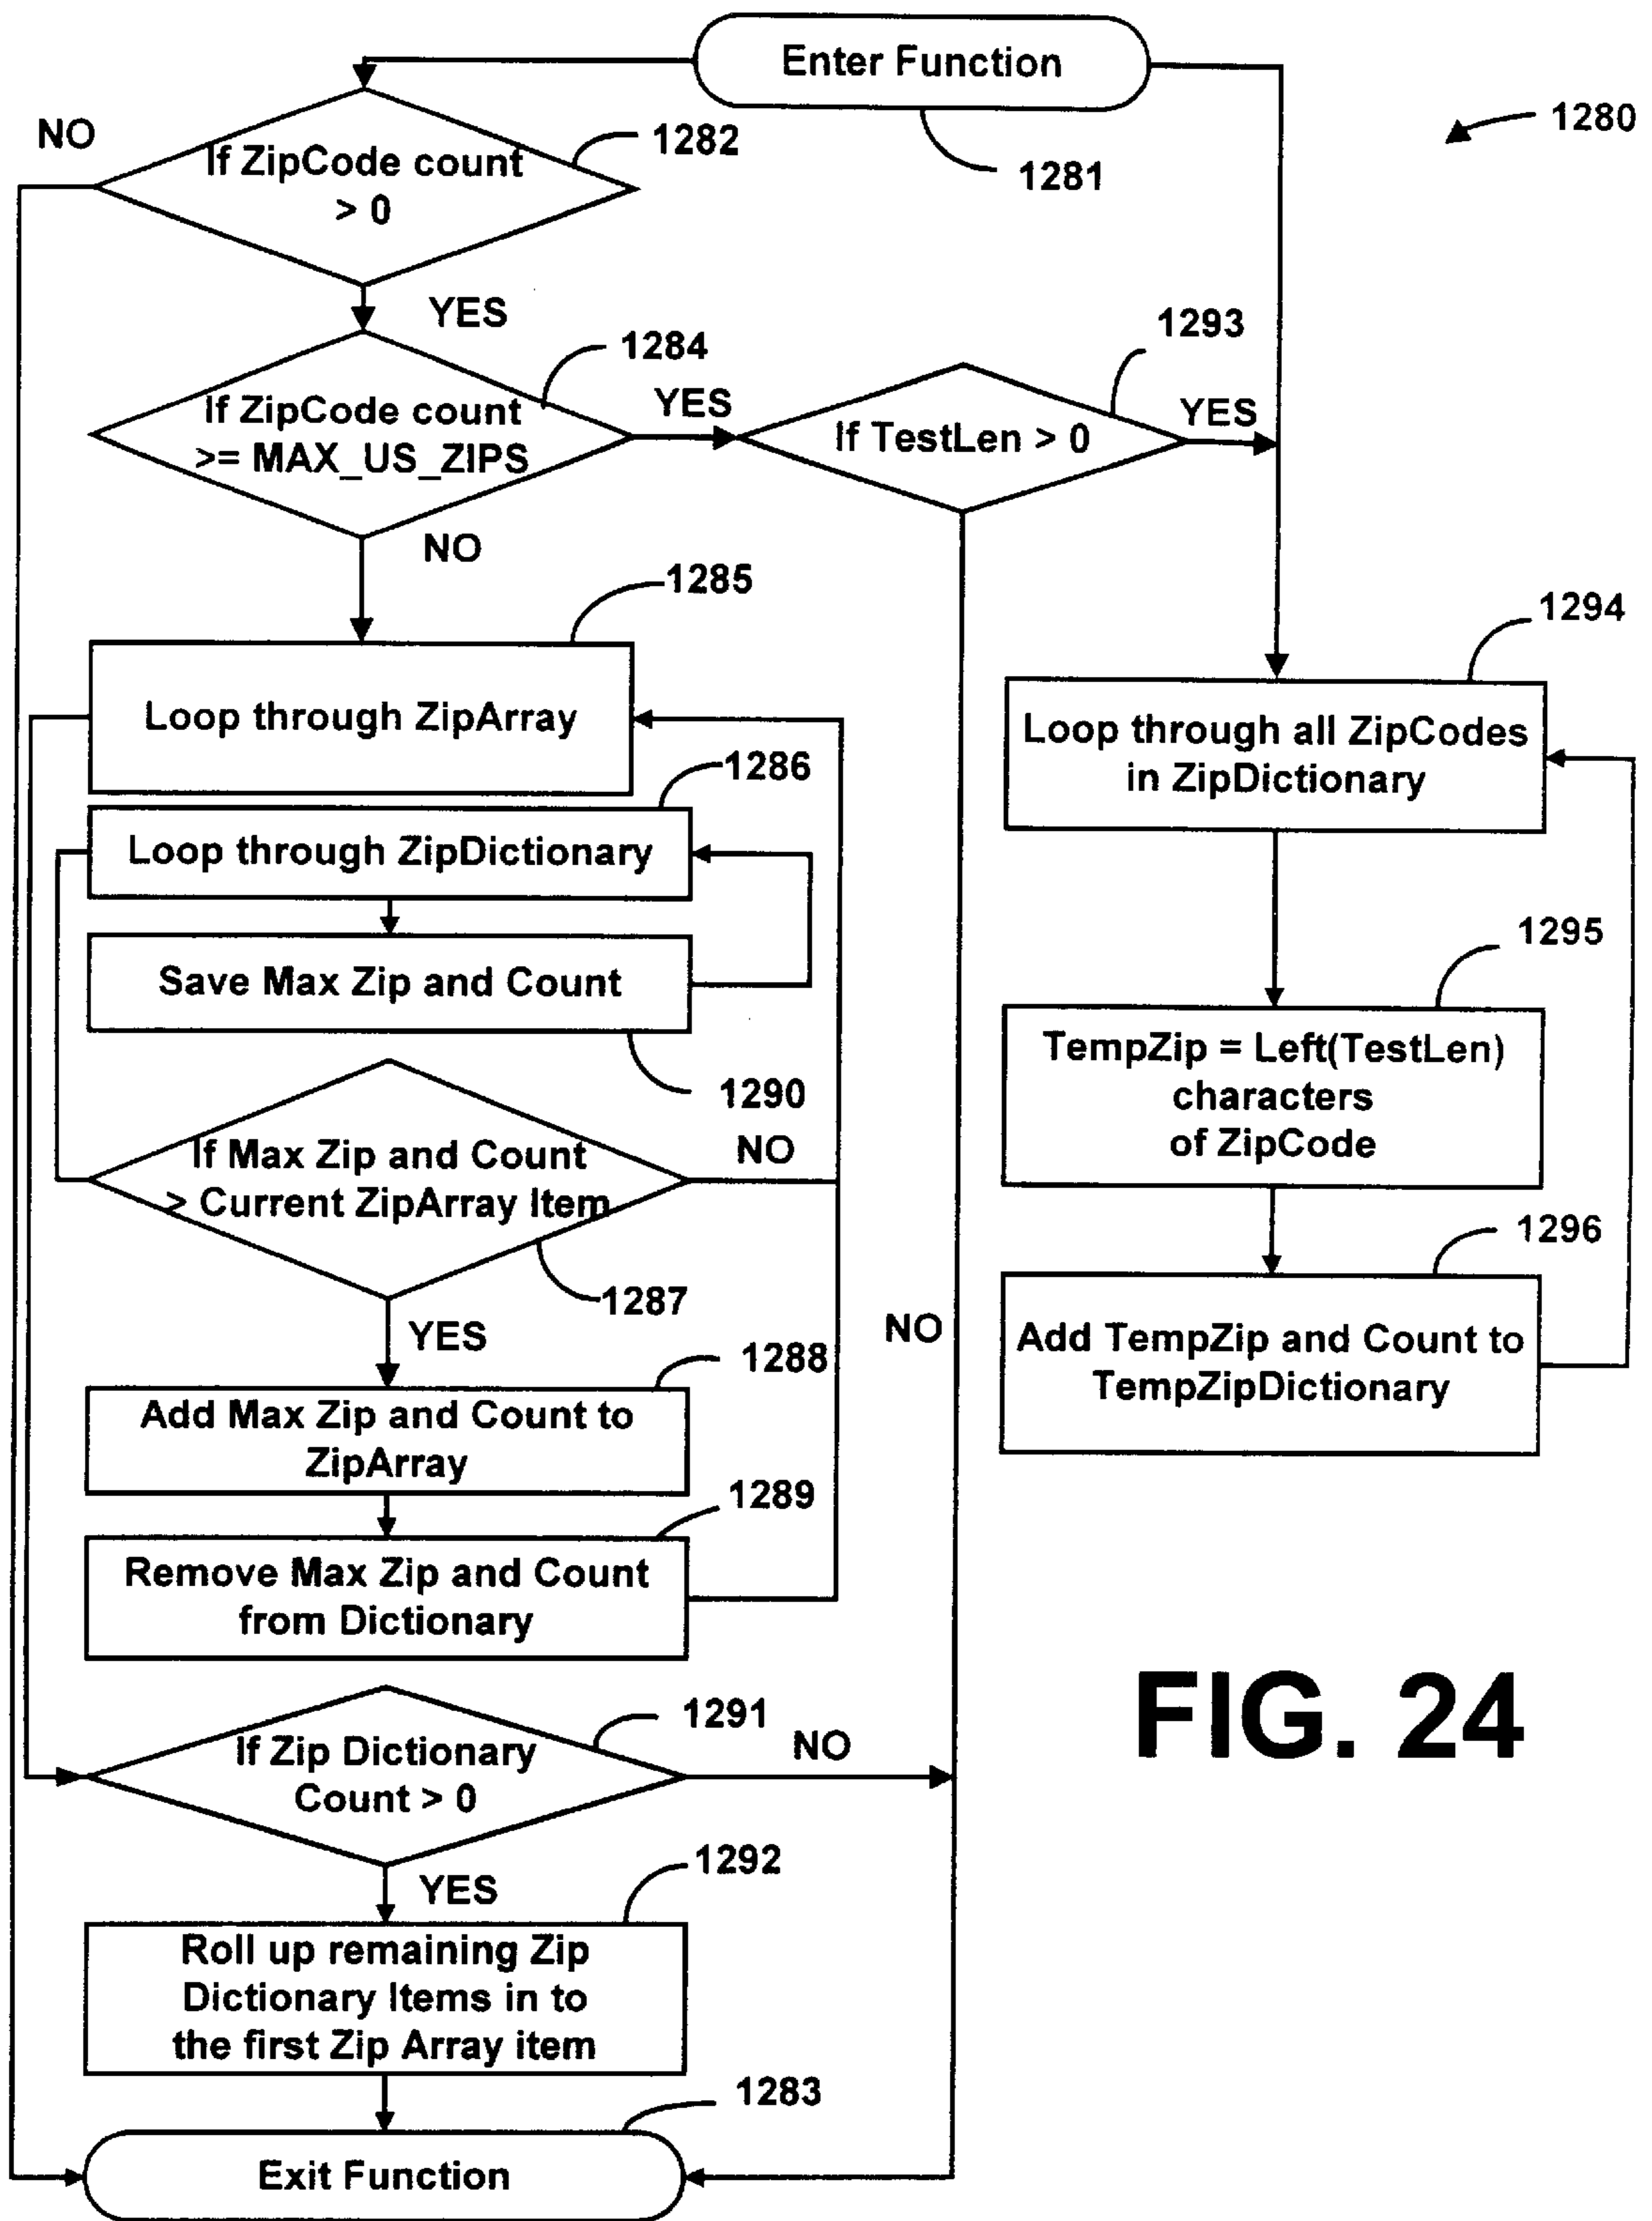 Enter Function
1280
NO
1282
If ZipCode count
> 0
1281
YES
1293
1284
If ZipCode count
>= MAX_US_ZIPS
YES
If TestLen > 0
YES
NO
1285
1294
Loop through ZipArray
Loop through all ZipCodes
in ZipDictionary
1286
Loop through ZipDictionary
1295
Save Max Zip and Count
TempZip = Left(TestLen)
characters
of ZipCode
1290
If Max Zip and Count
> Current ZipArray Item
NO
1296
1287
YES
NO
Add TempZip and Count to
TempZipDictionary
1288
Add Max Zip and Count to
ZipArray
1289
Remove Max Zip and Count
from Dictionary
FIG. 24
1291
If Zip Dictionary
Count > 0
NO
YES
1292
Roll up remaining Zip
Dictionary Items in to
the first Zip Array item
1283
Exit Function